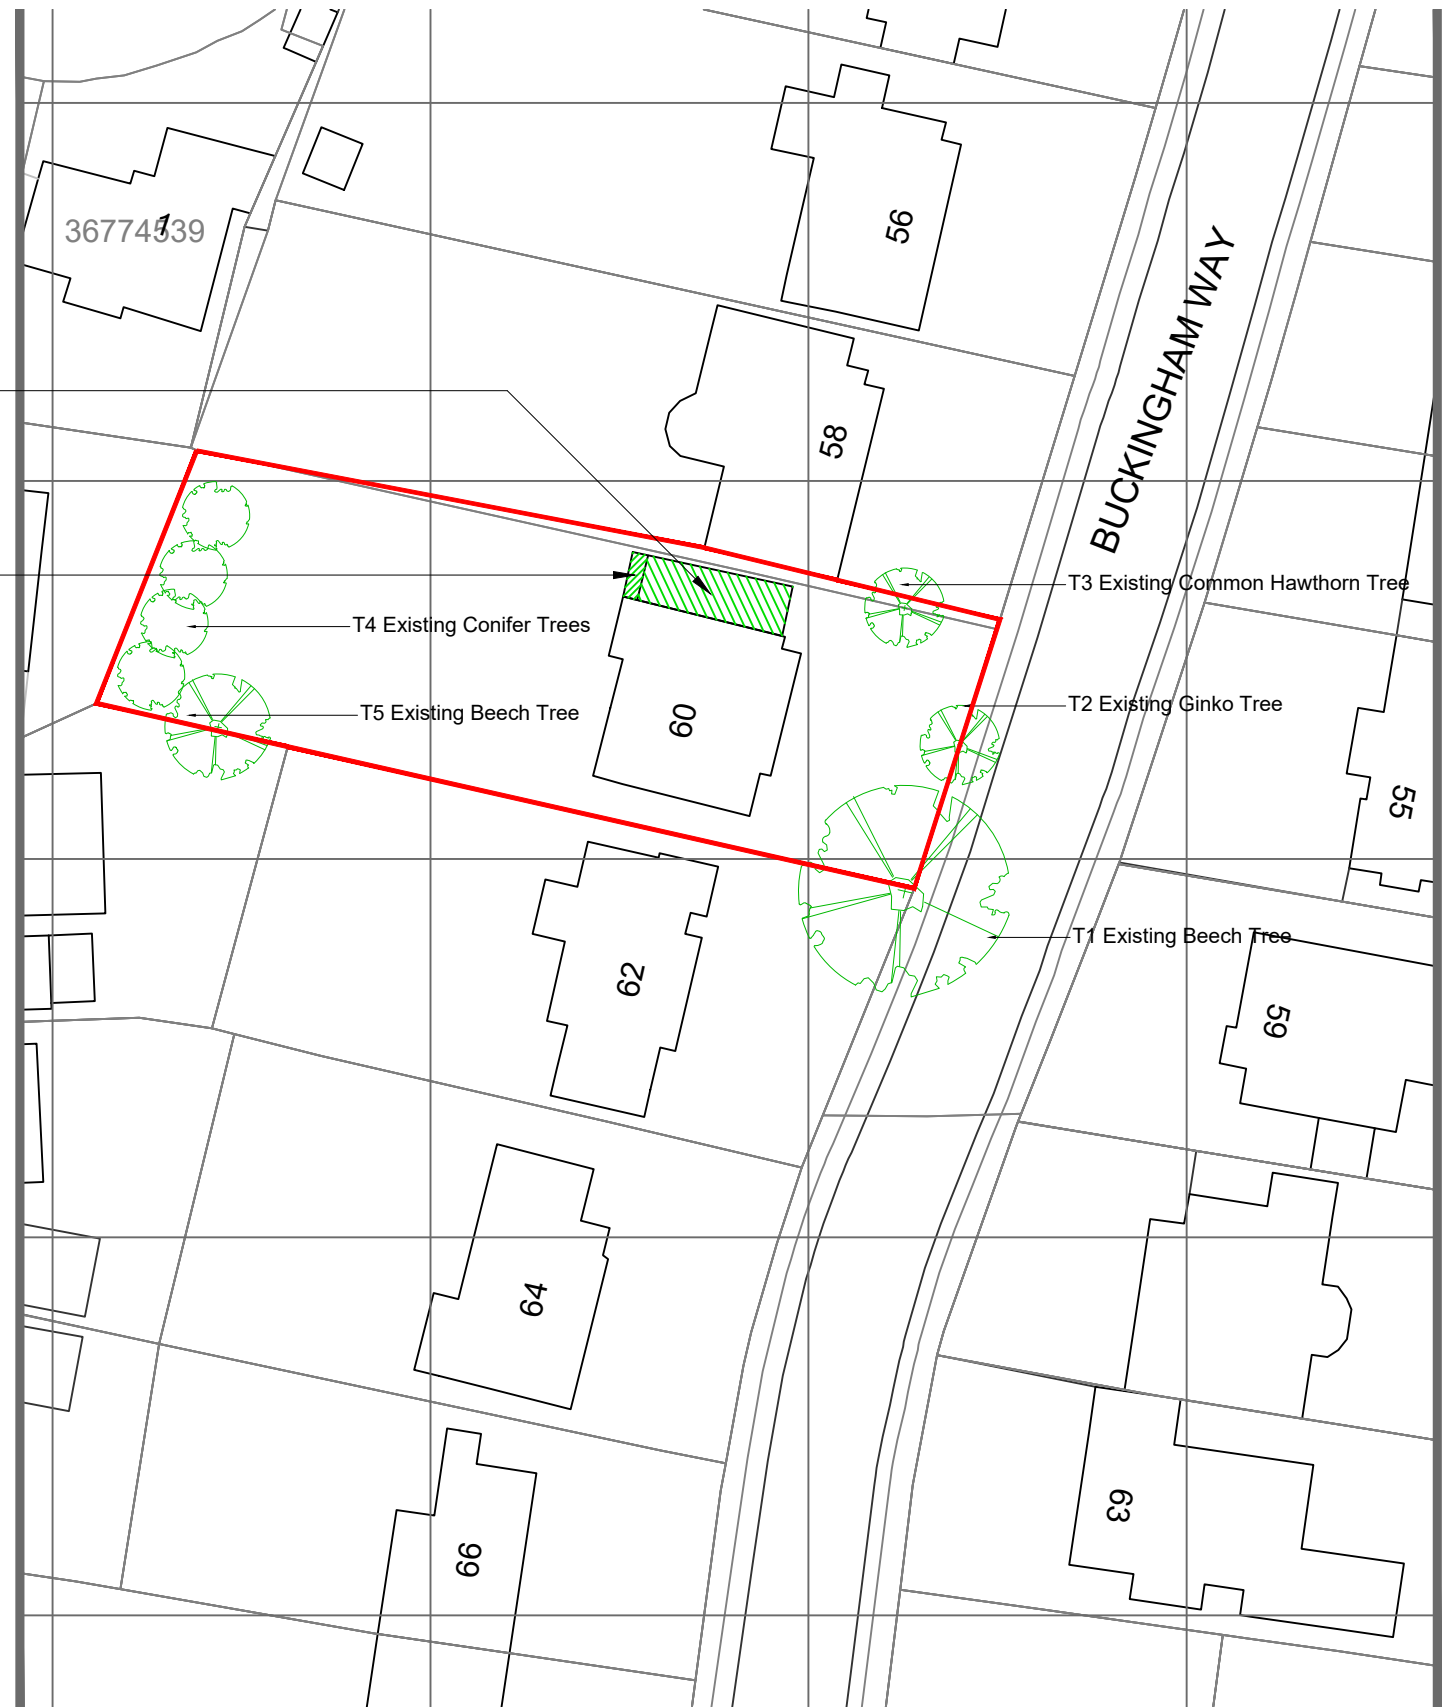 1
36774539
56
BUCKINGHAM WAY
58
T3 Existing Common Hawthorn Tree
T4 Existing Conifer Trees
T2 Existing Ginko Tree
T5 Existing Beech Tree
60
55
T1 Existing Beech Tree
62
59
64
63
66